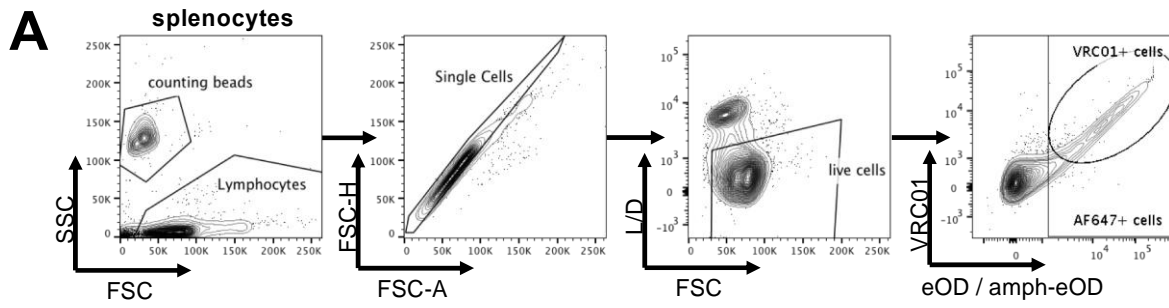 A
splenocytes
250K
200K
150K
100K
50K
0
counting beads
Lymphocytes
0 50K 100K 150K 200K 250K
SSC
FSC
250K
200K
150K
100K
50K
0
Single Cells
0 50K 100K 150K 200K 250K
FSC-H
FSC-A
10^5
10^4
10^3
0
-10^3
live cells
0 50K 100K 150K 200K 250K
L/D
FSC
10^5
10^4
10^3
0
-10^3
VRC01+ cells
AF647+ cells
0 10^4 10^5
VRC01
eOD / amph-eOD